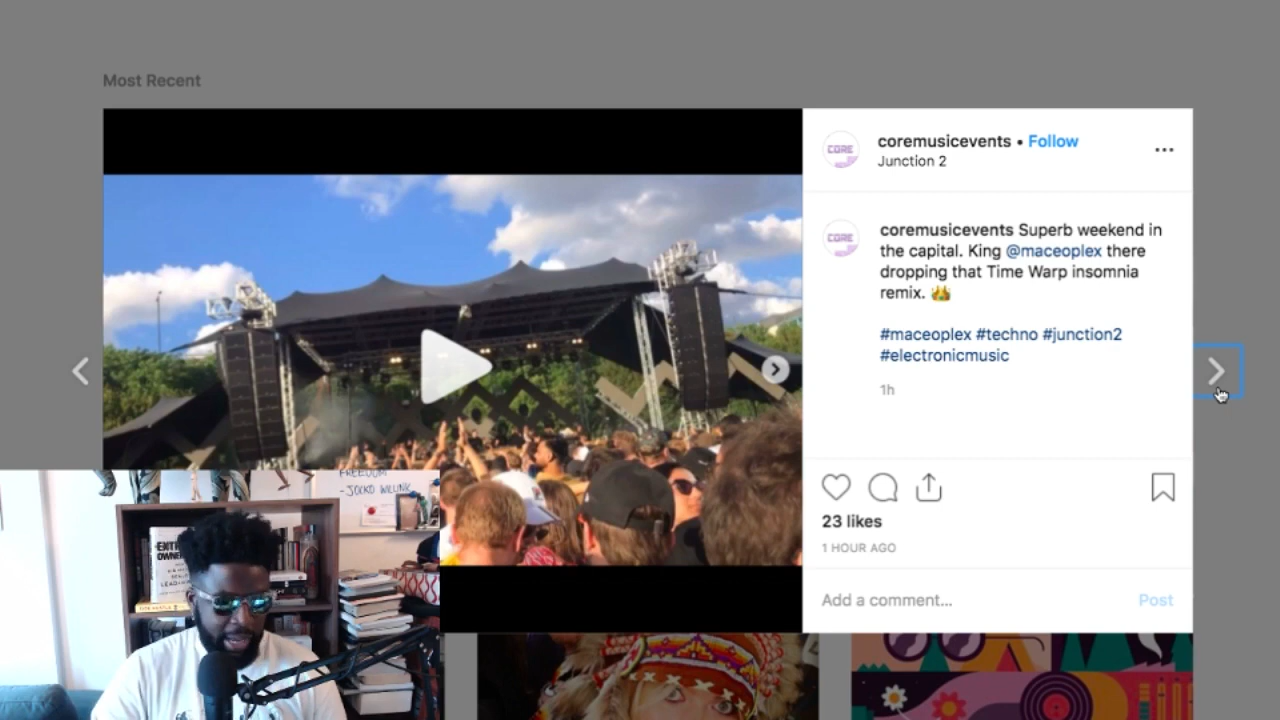 Most Recent
CORE
coremusicevents • Follow
Junction 2
...
CORE
coremusicevents Superb weekend in
the capital. King @maceoplex there
dropping that Time Warp insomnia
remix. 👑
#maceoplex #techno #junction2
#electronicmusic
1h
23 likes
1 HOUR AGO
Add a comment... Post
FREEDOM
- JOCKO WILLINK